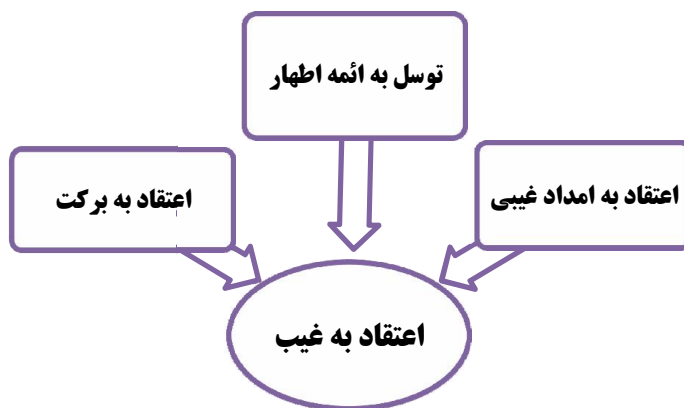 توسل به ائمه اطهار
اعتقاد به امداد غیبی
اعتقاد به برکت
اعتقاد به غیب